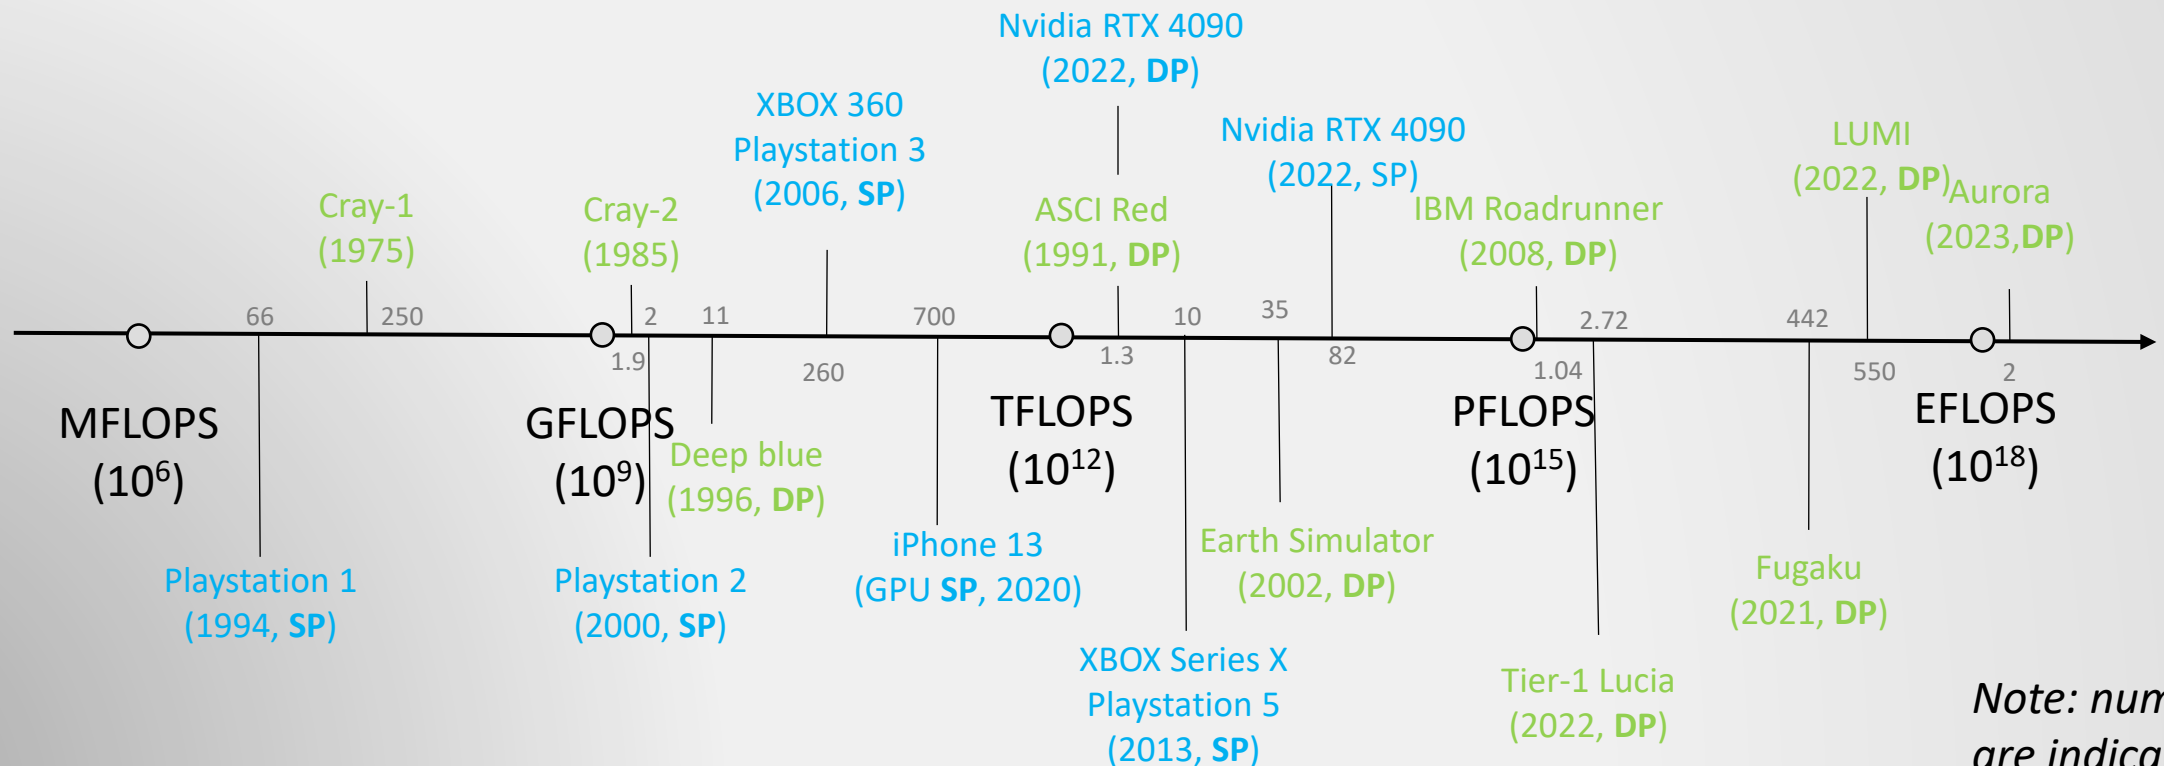 Nvidia RTX 4090
(2022, DP)
XBOX 360
Playstation 3
(2006, SP)
Nvidia RTX 4090
(2022, SP)
LUMI
(2022, DP)
Cray-1
(1975)
Cray-2
(1985)
ASCI Red
(1991, DP)
IBM Roadrunner
(2008, DP)
Aurora
(2023,DP)
66
250
2
11
700
10
35
2.72
442
1.9
260
1.3
82
1.04
550
2
MFLOPS
(10⁶)
GFLOPS
(10⁹)
TFLOPS
(10¹²)
PFLOPS
(10¹⁵)
EFLOPS
(10¹⁸)
Deep blue
(1996, DP)
Playstation 1
(1994, SP)
Playstation 2
(2000, SP)
iPhone 13
(GPU SP, 2020)
Earth Simulator
(2002, DP)
Fugaku
(2021, DP)
XBOX Series X
Playstation 5
(2013, SP)
Tier-1 Lucia
(2022, DP)
Note:
are